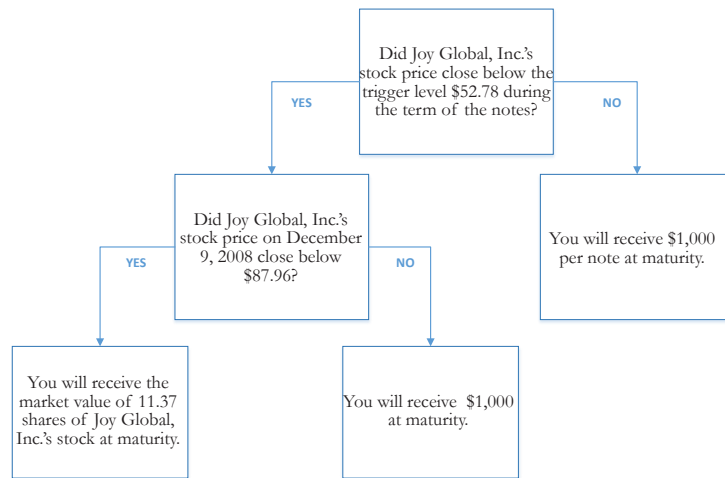 Did Joy Global, Inc.'s
stock price close below the
trigger level $52.78 during
the term of the notes?
YES
NO
Did Joy Global, Inc.'s
stock price on December
9, 2008 close below
$87.96?
You will receive $1,000
per note at maturity.
YES
NO
You will receive the
market value of 11.37
shares of Joy Global,
Inc.'s stock at maturity.
You will receive $1,000
at maturity.